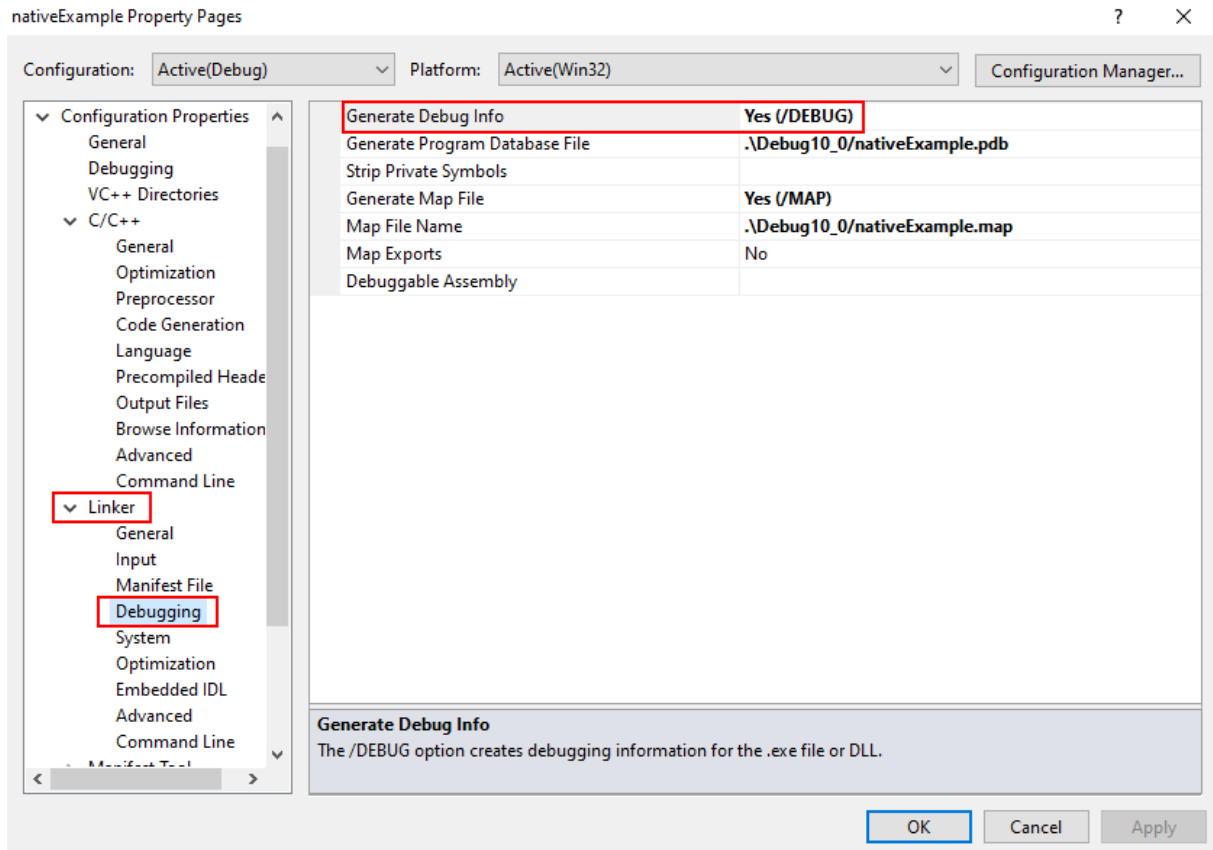 nativeExample Property Pages ? ×
Configuration: Active(Debug) Platform: Active(Win32) Configuration Manager...
Configuration Properties
General
Debugging
VC++ Directories
C/C++
General
Optimization
Preprocessor
Code Generation
Language
Precompiled Heade
Output Files
Browse Information
Advanced
Command Line
Linker
General
Input
Manifest File
Debugging
System
Optimization
Embedded IDL
Advanced
Command Line
Manifest Tool
Generate Debug Info Yes (/DEBUG)
Generate Program Database File .\Debug10_0/nativeExample.pdb
Strip Private Symbols
Generate Map File Yes (/MAP)
Map File Name .\Debug10_0/nativeExample.map
Map Exports No
Debuggable Assembly
Generate Debug Info
The /DEBUG option creates debugging information for the .exe file or DLL.
OK Cancel Apply